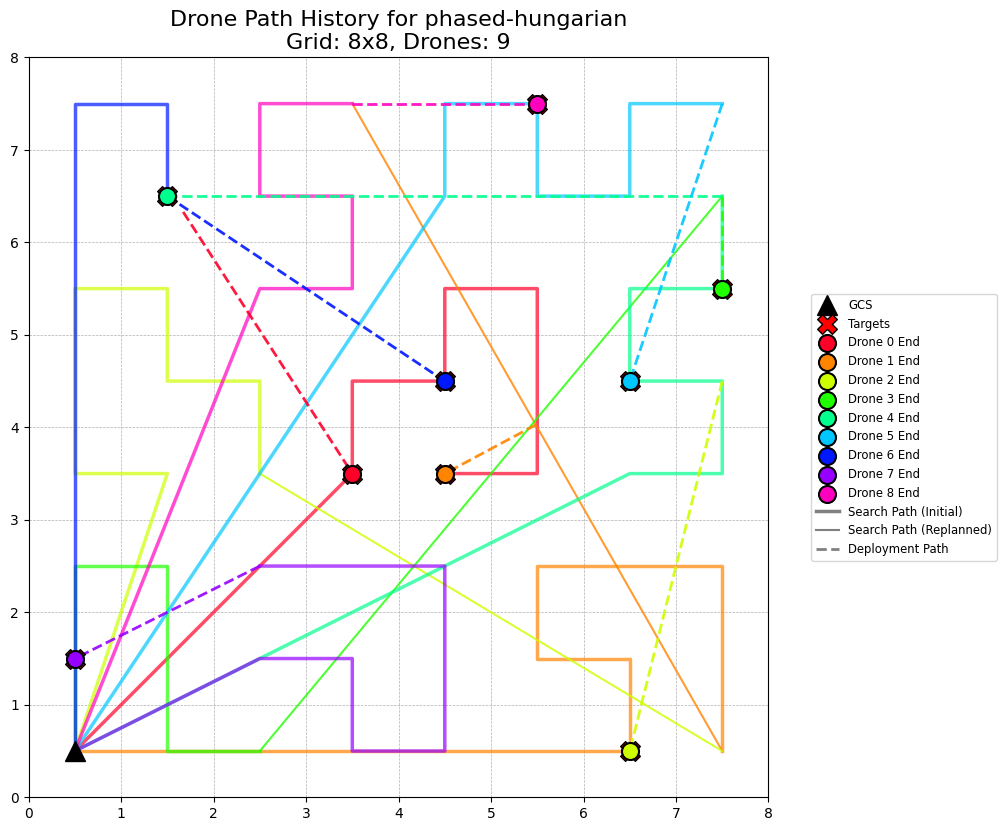 Drone Path History for phased-hungarian
Grid: 8x8, Drones: 9
8
7
6
5
4
3
2
1
0
0 1 2 3 4 5 6 7 8
GCS
Targets
Drone 0 End
Drone 1 End
Drone 2 End
Drone 3 End
Drone 4 End
Drone 5 End
Drone 6 End
Drone 7 End
Drone 8 End
Search Path (Initial)
Search Path (Replanned)
Deployment Path